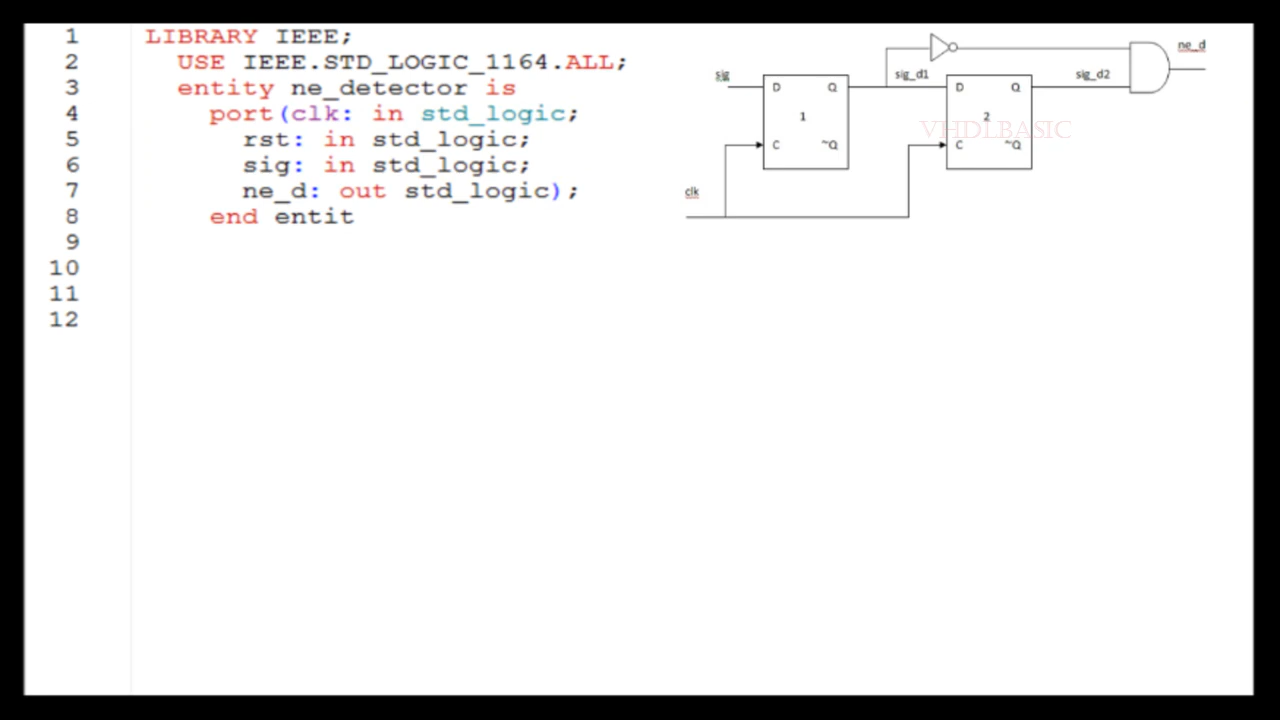 1 LIBRARY IEEE;
2 USE IEEE.STD_LOGIC_1164.ALL;
3 entity ne_detector is
4 port(clk: in std_logic;
5 rst: in std_logic;
6 sig: in std_logic;
7 ne_d: out std_logic);
8 end entit
9
10
11
12
ne_d
sig
sig_d1
sig_d2
D Q
D Q
1
2
VHDLBASIC
C ~Q
C ~Q
clk